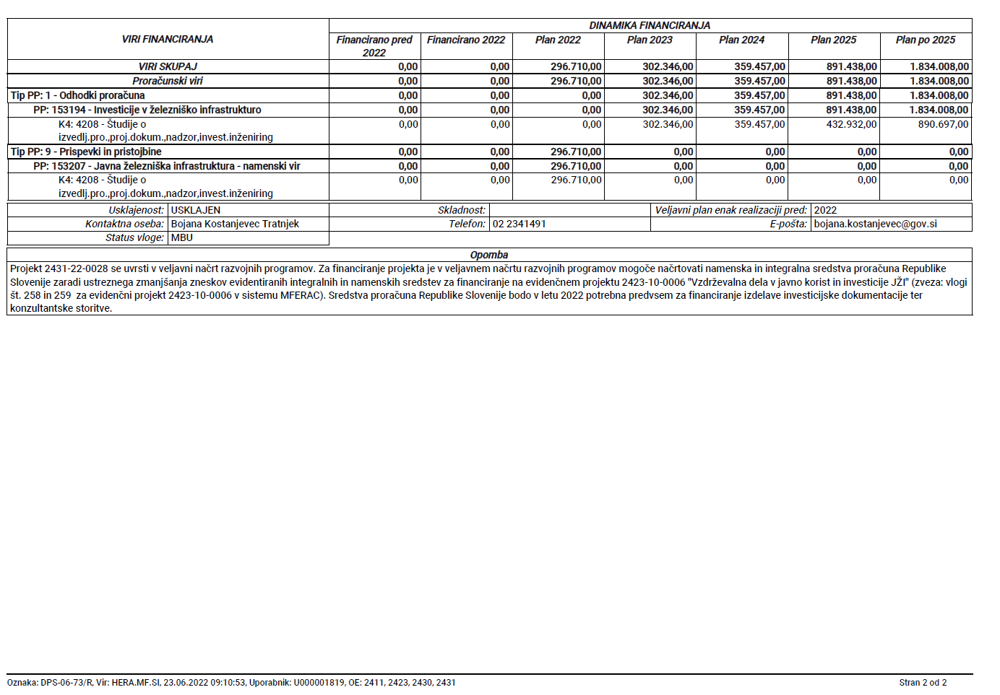 VIRI FINANCIRANJA
DINAMIKA FINANCIRANJA
Financirano pred 2022 Financirano 2022 Plan 2022 Plan 2023 Plan 2024 Plan 2025 Plan po 2025
VIRI SKUPAJ 0,00 0,00 296.710,00 302.346,00 359.457,00 891.438,00 1.834.008,00
Proračunski viri 0,00 0,00 296.710,00 302.346,00 359.457,00 891.438,00 1.834.008,00
Tip PP: 1 - Odhodki proračuna 0,00 0,00 0,00 302.346,00 359.457,00 891.438,00 1.834.008,00
PP: 153194 - Investicije v železniško infrastrukturo 0,00 0,00 0,00 302.346,00 359.457,00 891.438,00 1.834.008,00
K4: 4208 - Študije o 0,00 0,00 0,00 302.346,00 359.457,00 432.932,00 890.697,00
izvedlj.pro.,proj.dokum.,nadzor,invest.inženiring
Tip PP: 9 - Prispevki in pristojbine 0,00 0,00 296.710,00 0,00 0,00 0,00 0,00
PP: 153207 - Javna železniška infrastruktura - namenski vir 0,00 0,00 296.710,00 0,00 0,00 0,00 0,00
K4: 4208 - Študije o 0,00 0,00 296.710,00 0,00 0,00 0,00 0,00
izvedlj.pro.,proj.dokum.,nadzor,invest.inženiring
Usklajenost: USKLAJEN Skladnost: Veljavni plan enak realizaciji pred: 2022
Kontaktna oseba: Bojana Kostanjevec Tratnjek Telefon: 02 2341491 E-pošta: bojana.kostanjevec@gov.si
Status vloge: MBU
Opomba
Projekt 2431-22-0028 se uvrsti v veljavni načrt razvojnih programov. Za financiranje projekta je v veljavnem načrtu razvojnih programov mogoče načrtovati namenska in integralna sredstva proračuna Republike
Slovenije zaradi ustreznega zmanjšanja zneskov evidentiranih integralnih in namenskih sredstev za financiranje na evidenčnem projektu 2423-10-0006 "Vzdrževalna dela v javno korist in investicije JŽI" (zveza: vlogi
št. 258 in 259 za evidenčni projekt 2423-10-0006 v sistemu MFERAC). Sredstva proračuna Republike Slovenije bodo v letu 2022 potrebna predvsem za financiranje izdelave investicijske dokumentacije ter
konzultantske storitve.
Oznaka: DPS-06-73/R, Vir: HERA.MF.SI, 23.06.2022 09:10:53, Uporabnik: U000001819, OE: 2411, 2423, 2430, 2431 Stran 2 od 2